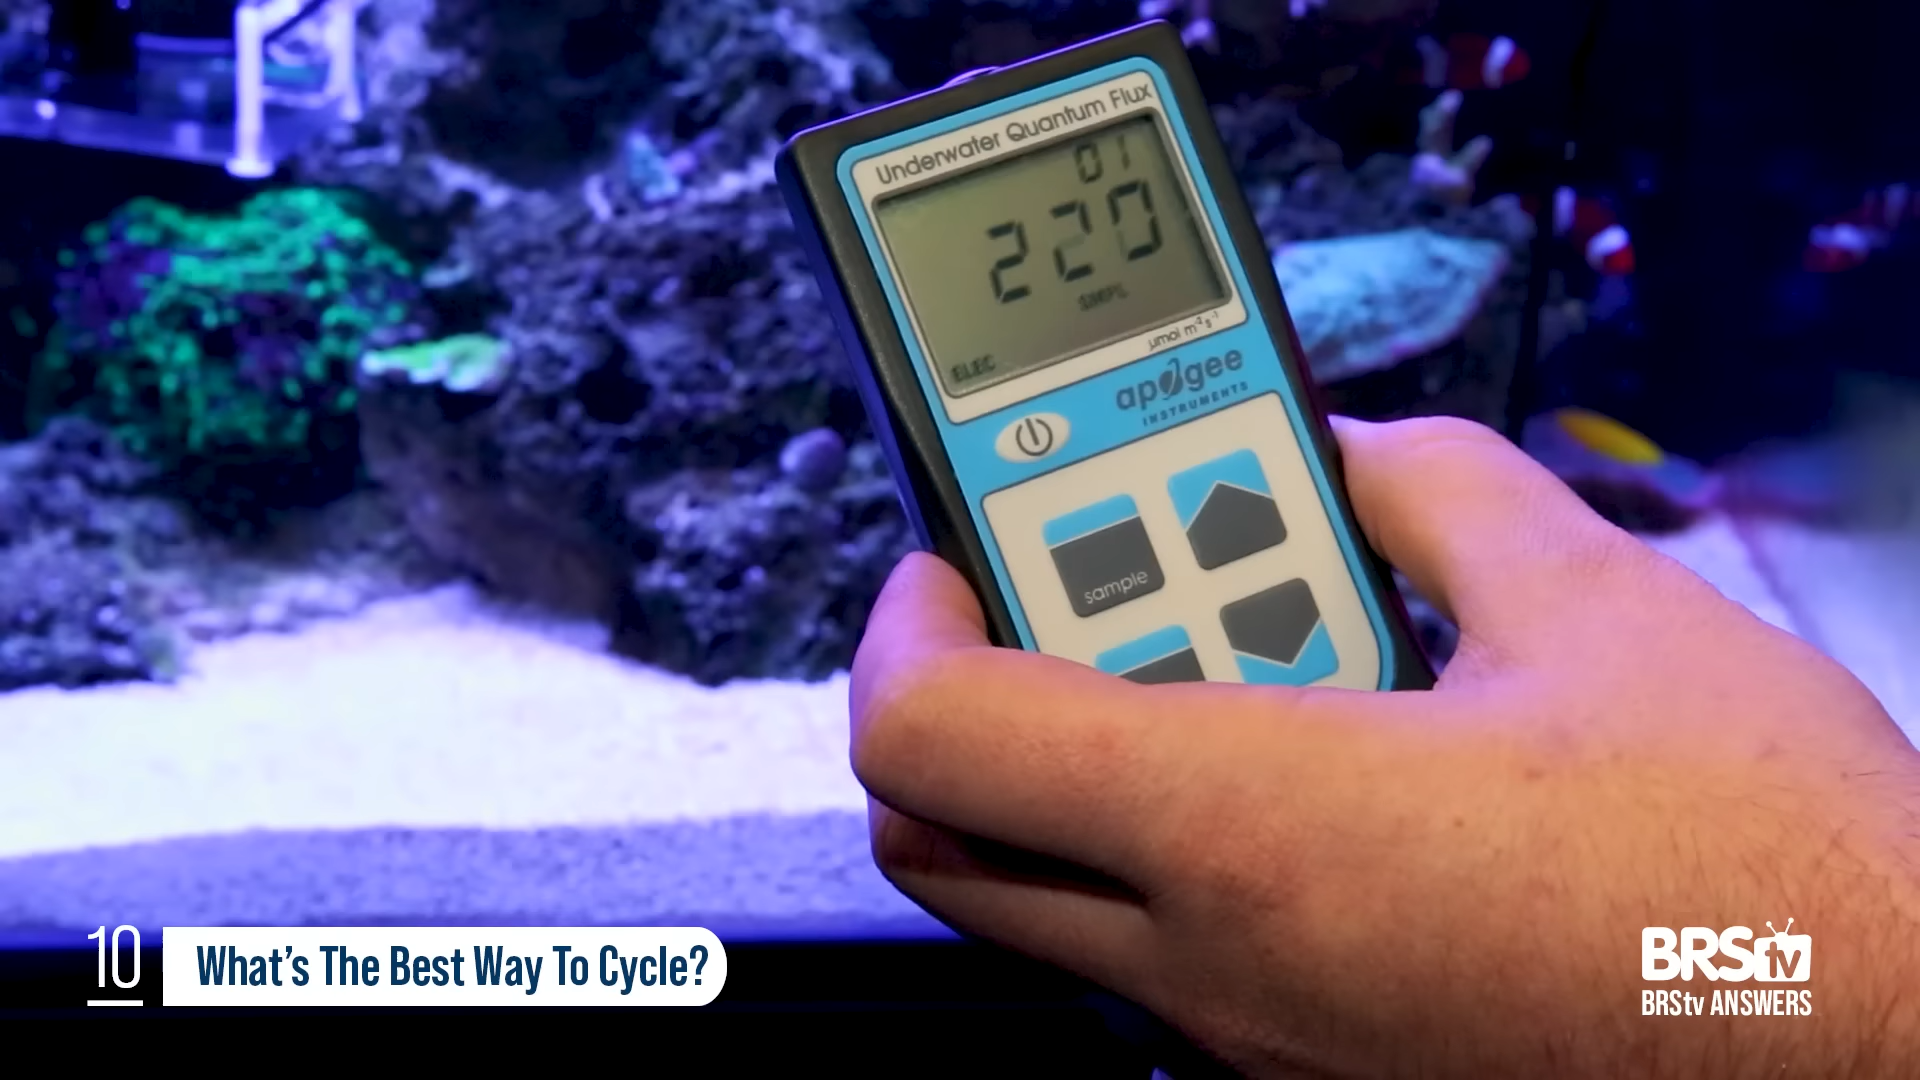 Underwater Quantum Flux
01
220
SMPL
ELEC
µmol m⁻² s⁻¹
apogee
INSTRUMENTS
sample
10
What's The Best Way To Cycle?
BRStv
BRStv ANSWERS